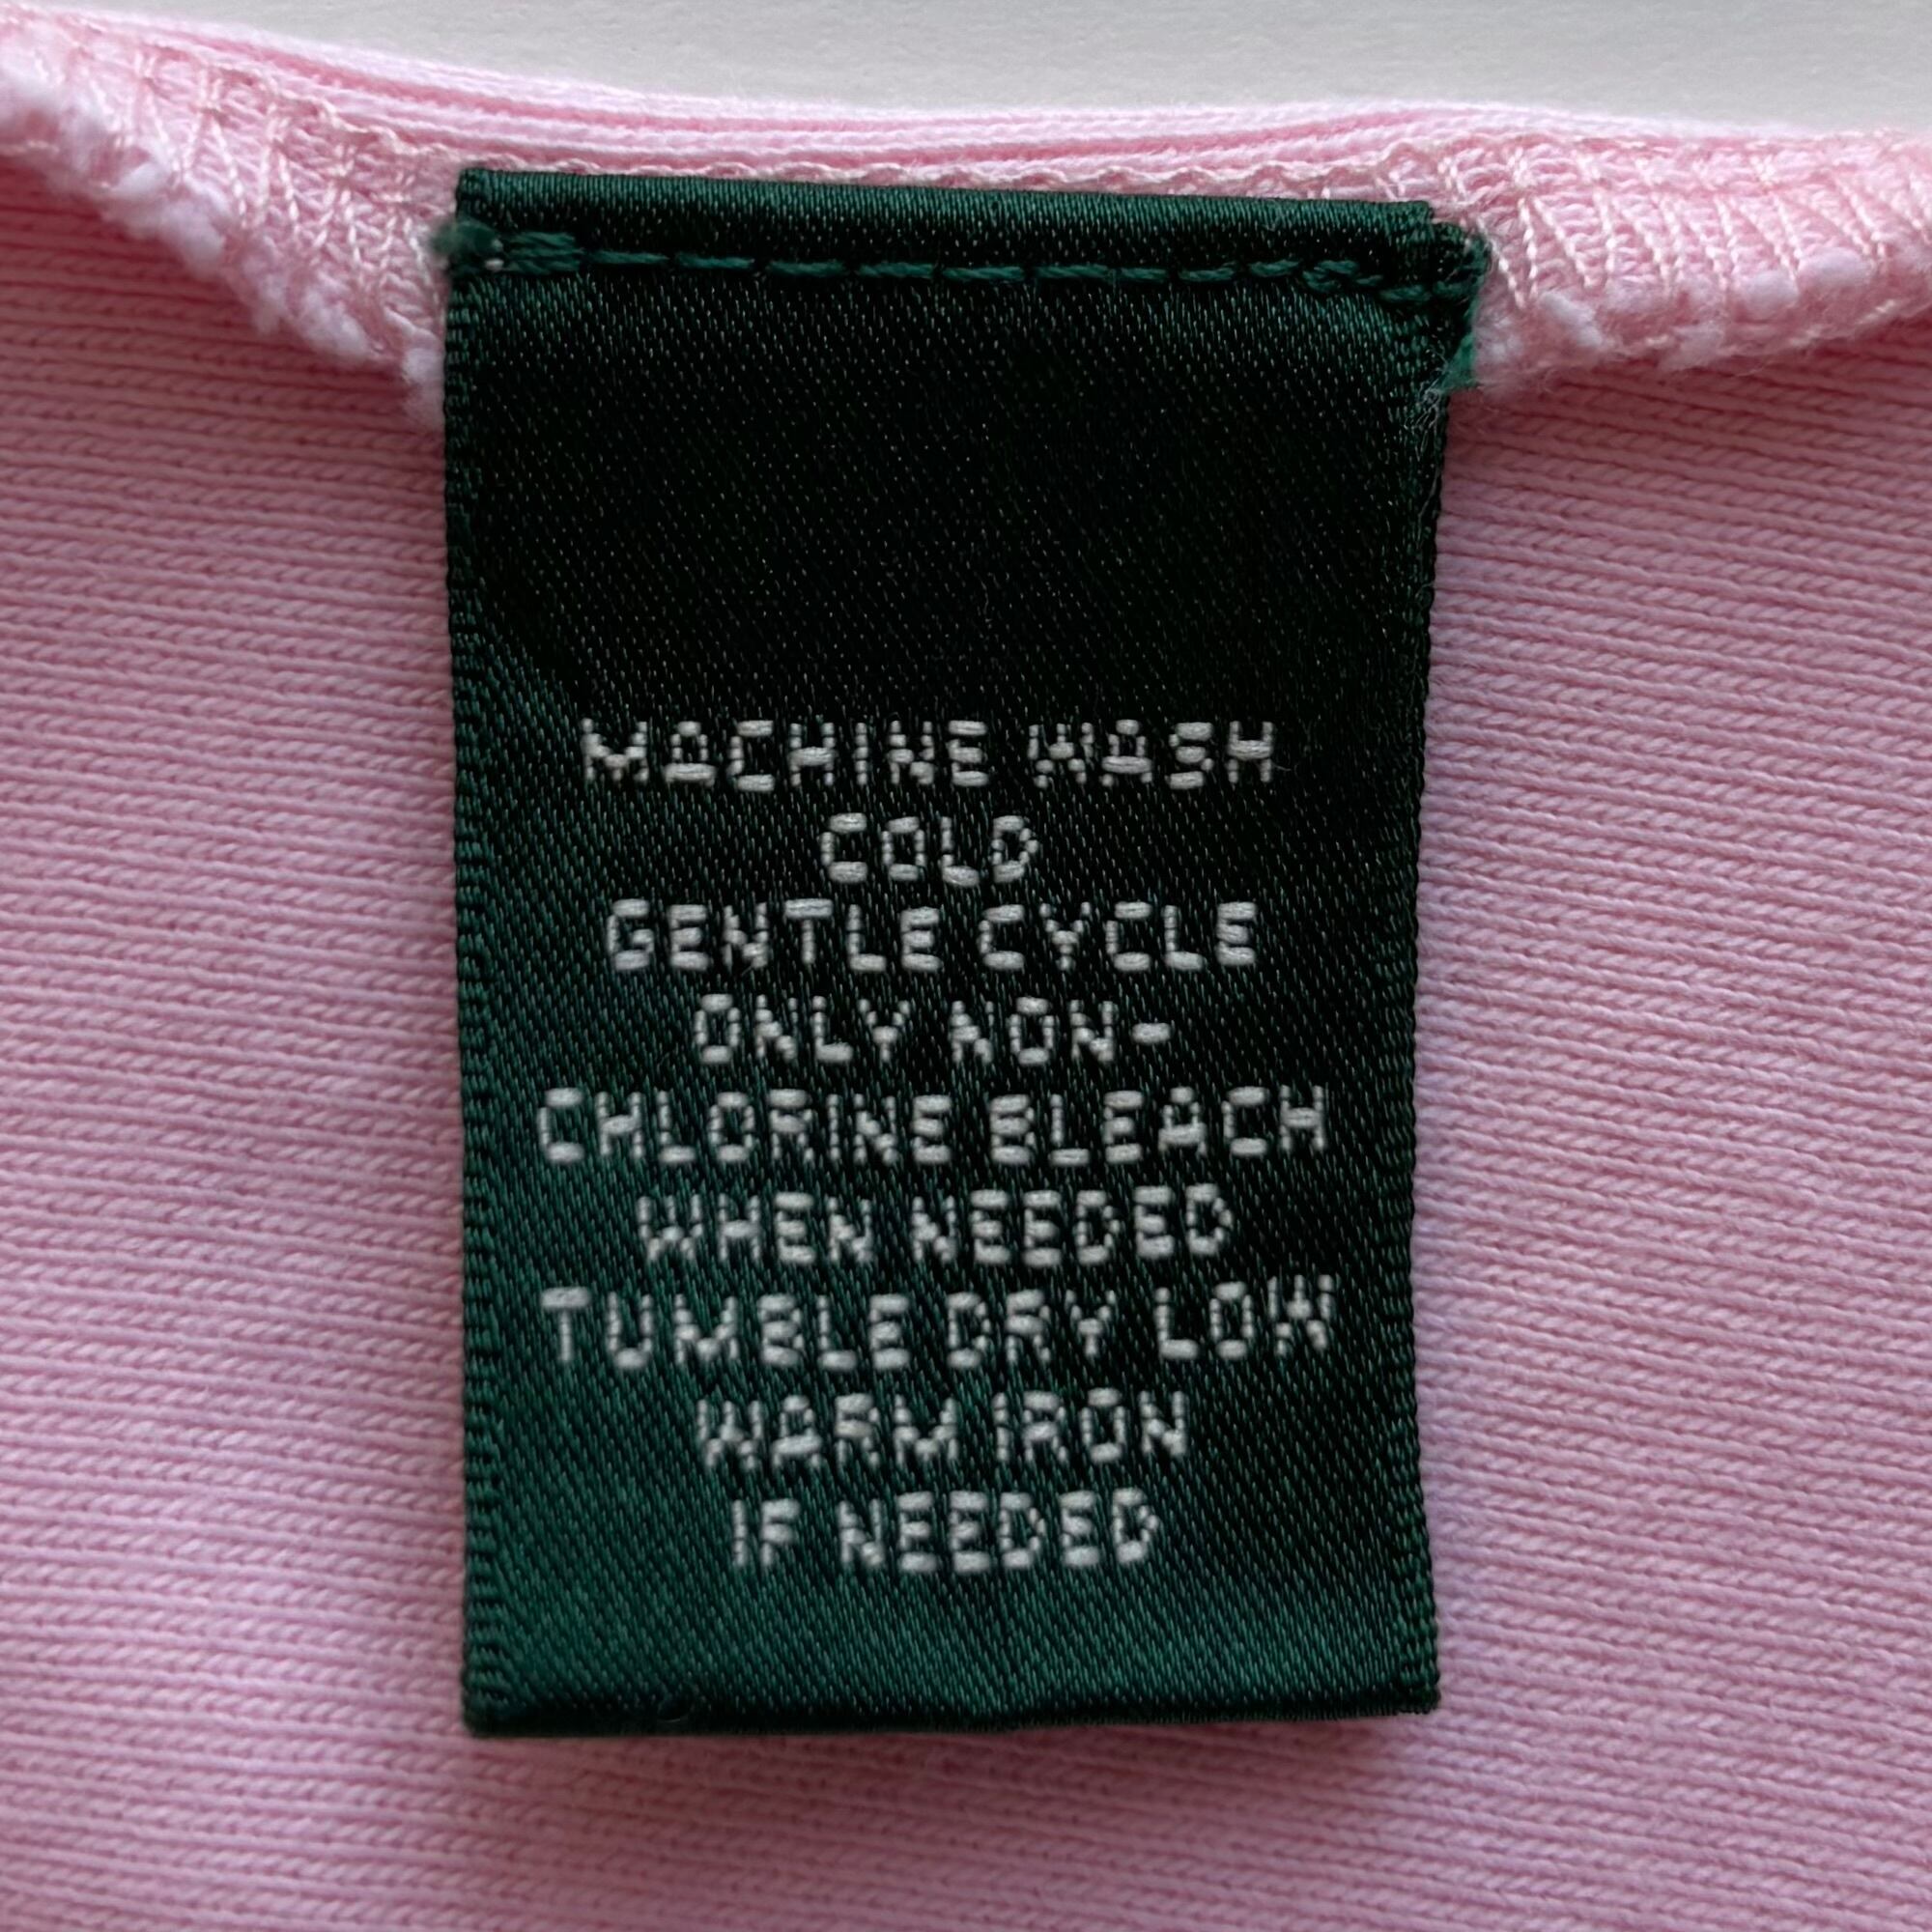 MACHINE WASH
COLD
GENTLE CYCLE
ONLY NON-
CHLORINE BLEACH
WHEN NEEDED
TUMBLE DRY LOW
WARM IRON
IF NEEDED